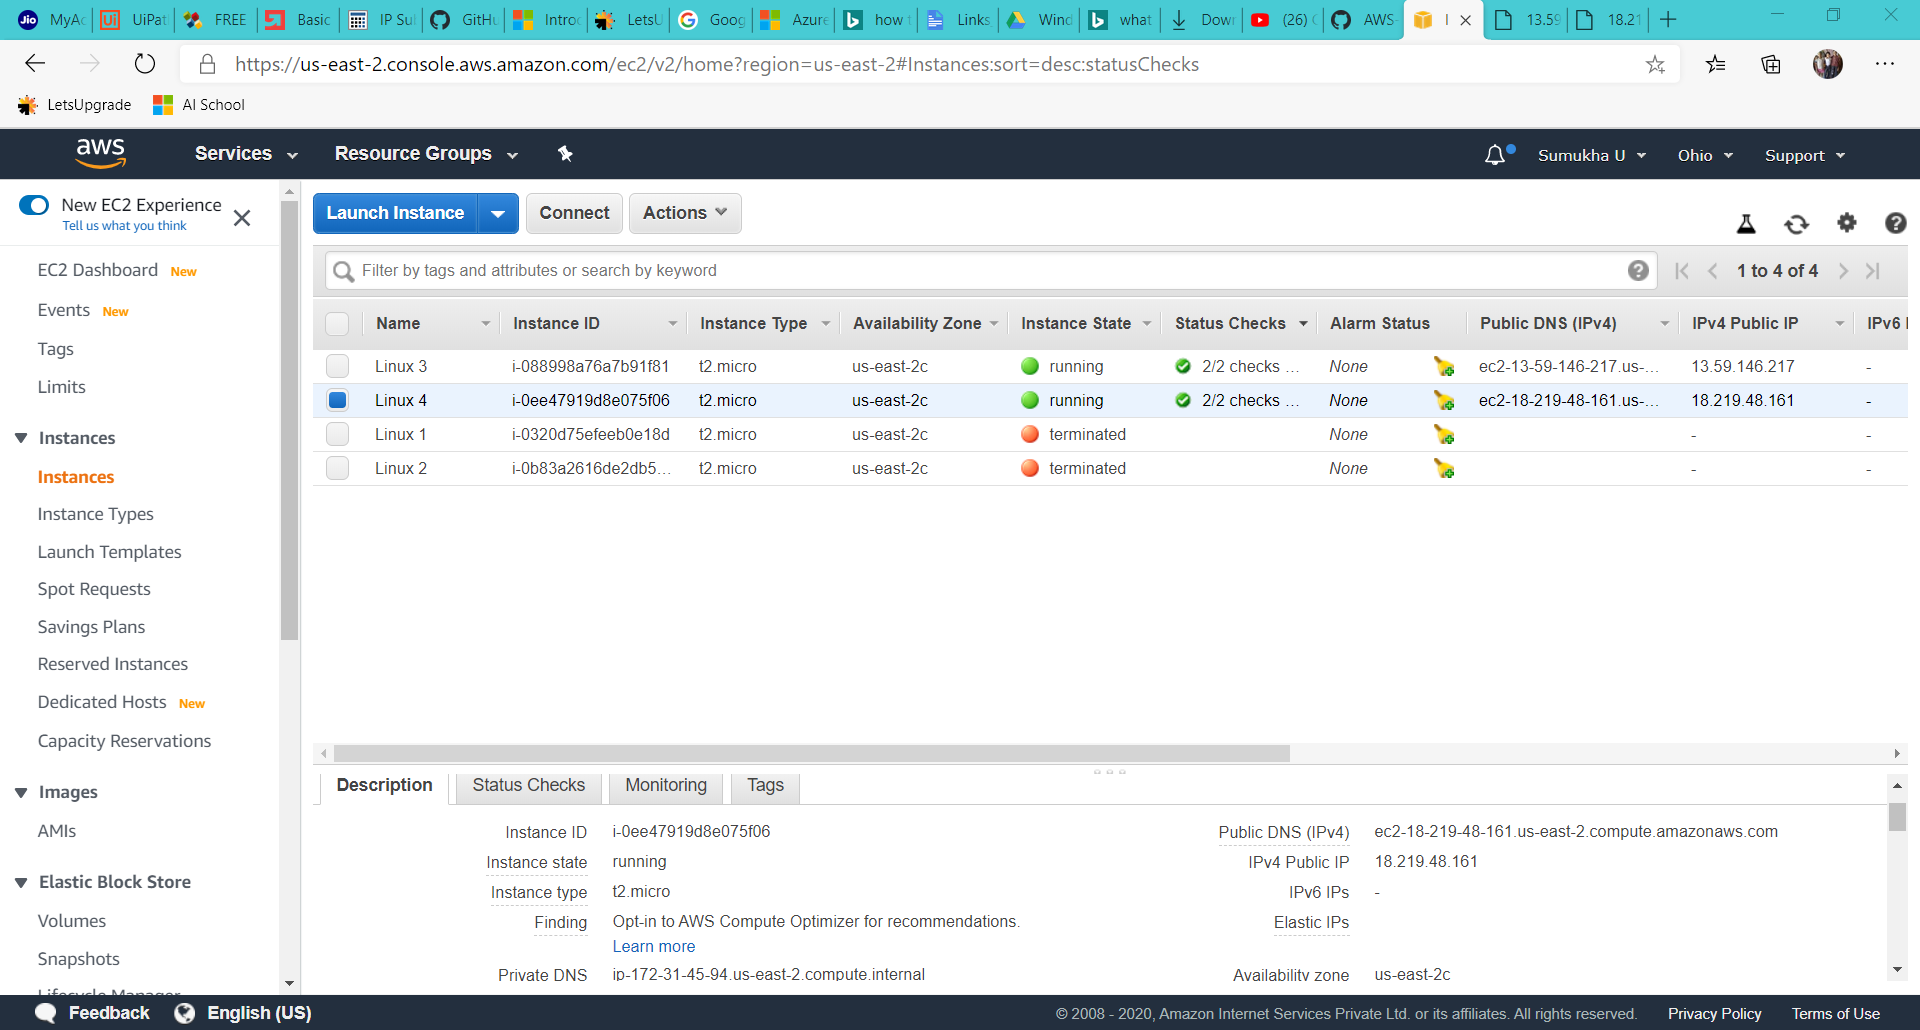 MyAc
UiPat
FREE
Basic
IP Sul
GitHu
Introc
LetsU
Goog
Azure
how t
Links
Wind
what
Dow
(26)
AWS-
13.59
18.21
https://us-east-2.console.aws.amazon.com/ec2/v2/home?region=us-east-2#Instances:sort=desc:statusChecks
LetsUpgrade AI School
aws Services Resource Groups Sumukha U Ohio Support
New EC2 Experience
Tell us what you think
EC2 Dashboard New
Events New
Tags
Limits
Instances
Instances
Instance Types
Launch Templates
Spot Requests
Savings Plans
Reserved Instances
Dedicated Hosts New
Capacity Reservations
Images
AMIs
Elastic Block Store
Volumes
Snapshots
Lifecycle Manager
Launch Instance Connect Actions
Filter by tags and attributes or search by keyword 1 to 4 of 4
Name Instance ID Instance Type Availability Zone Instance State Status Checks Alarm Status Public DNS (IPv4) IPv4 Public IP IPv6 I
Linux 3 i-088998a76a7b91f81 t2.micro us-east-2c running 2/2 checks ... None ec2-13-59-146-217.us-... 13.59.146.217 -
Linux 4 i-0ee47919d8e075f06 t2.micro us-east-2c running 2/2 checks ... None ec2-18-219-48-161.us-... 18.219.48.161 -
Linux 1 i-0320d75efeeb0e18d t2.micro us-east-2c terminated None - -
Linux 2 i-0b83a2616de2db5... t2.micro us-east-2c terminated None - -
Description Status Checks Monitoring Tags
Instance ID i-0ee47919d8e075f06 Public DNS (IPv4) ec2-18-219-48-161.us-east-2.compute.amazonaws.com
Instance state running IPv4 Public IP 18.219.48.161
Instance type t2.micro IPv6 IPs -
Finding Opt-in to AWS Compute Optimizer for recommendations. Elastic IPs
Learn more
Private DNS ip-172-31-45-94.us-east-2.compute.internal Availability zone us-east-2c
Feedback English (US) © 2008 - 2020, Amazon Internet Services Private Ltd. or its affiliates. All rights reserved. Privacy Policy Terms of Use